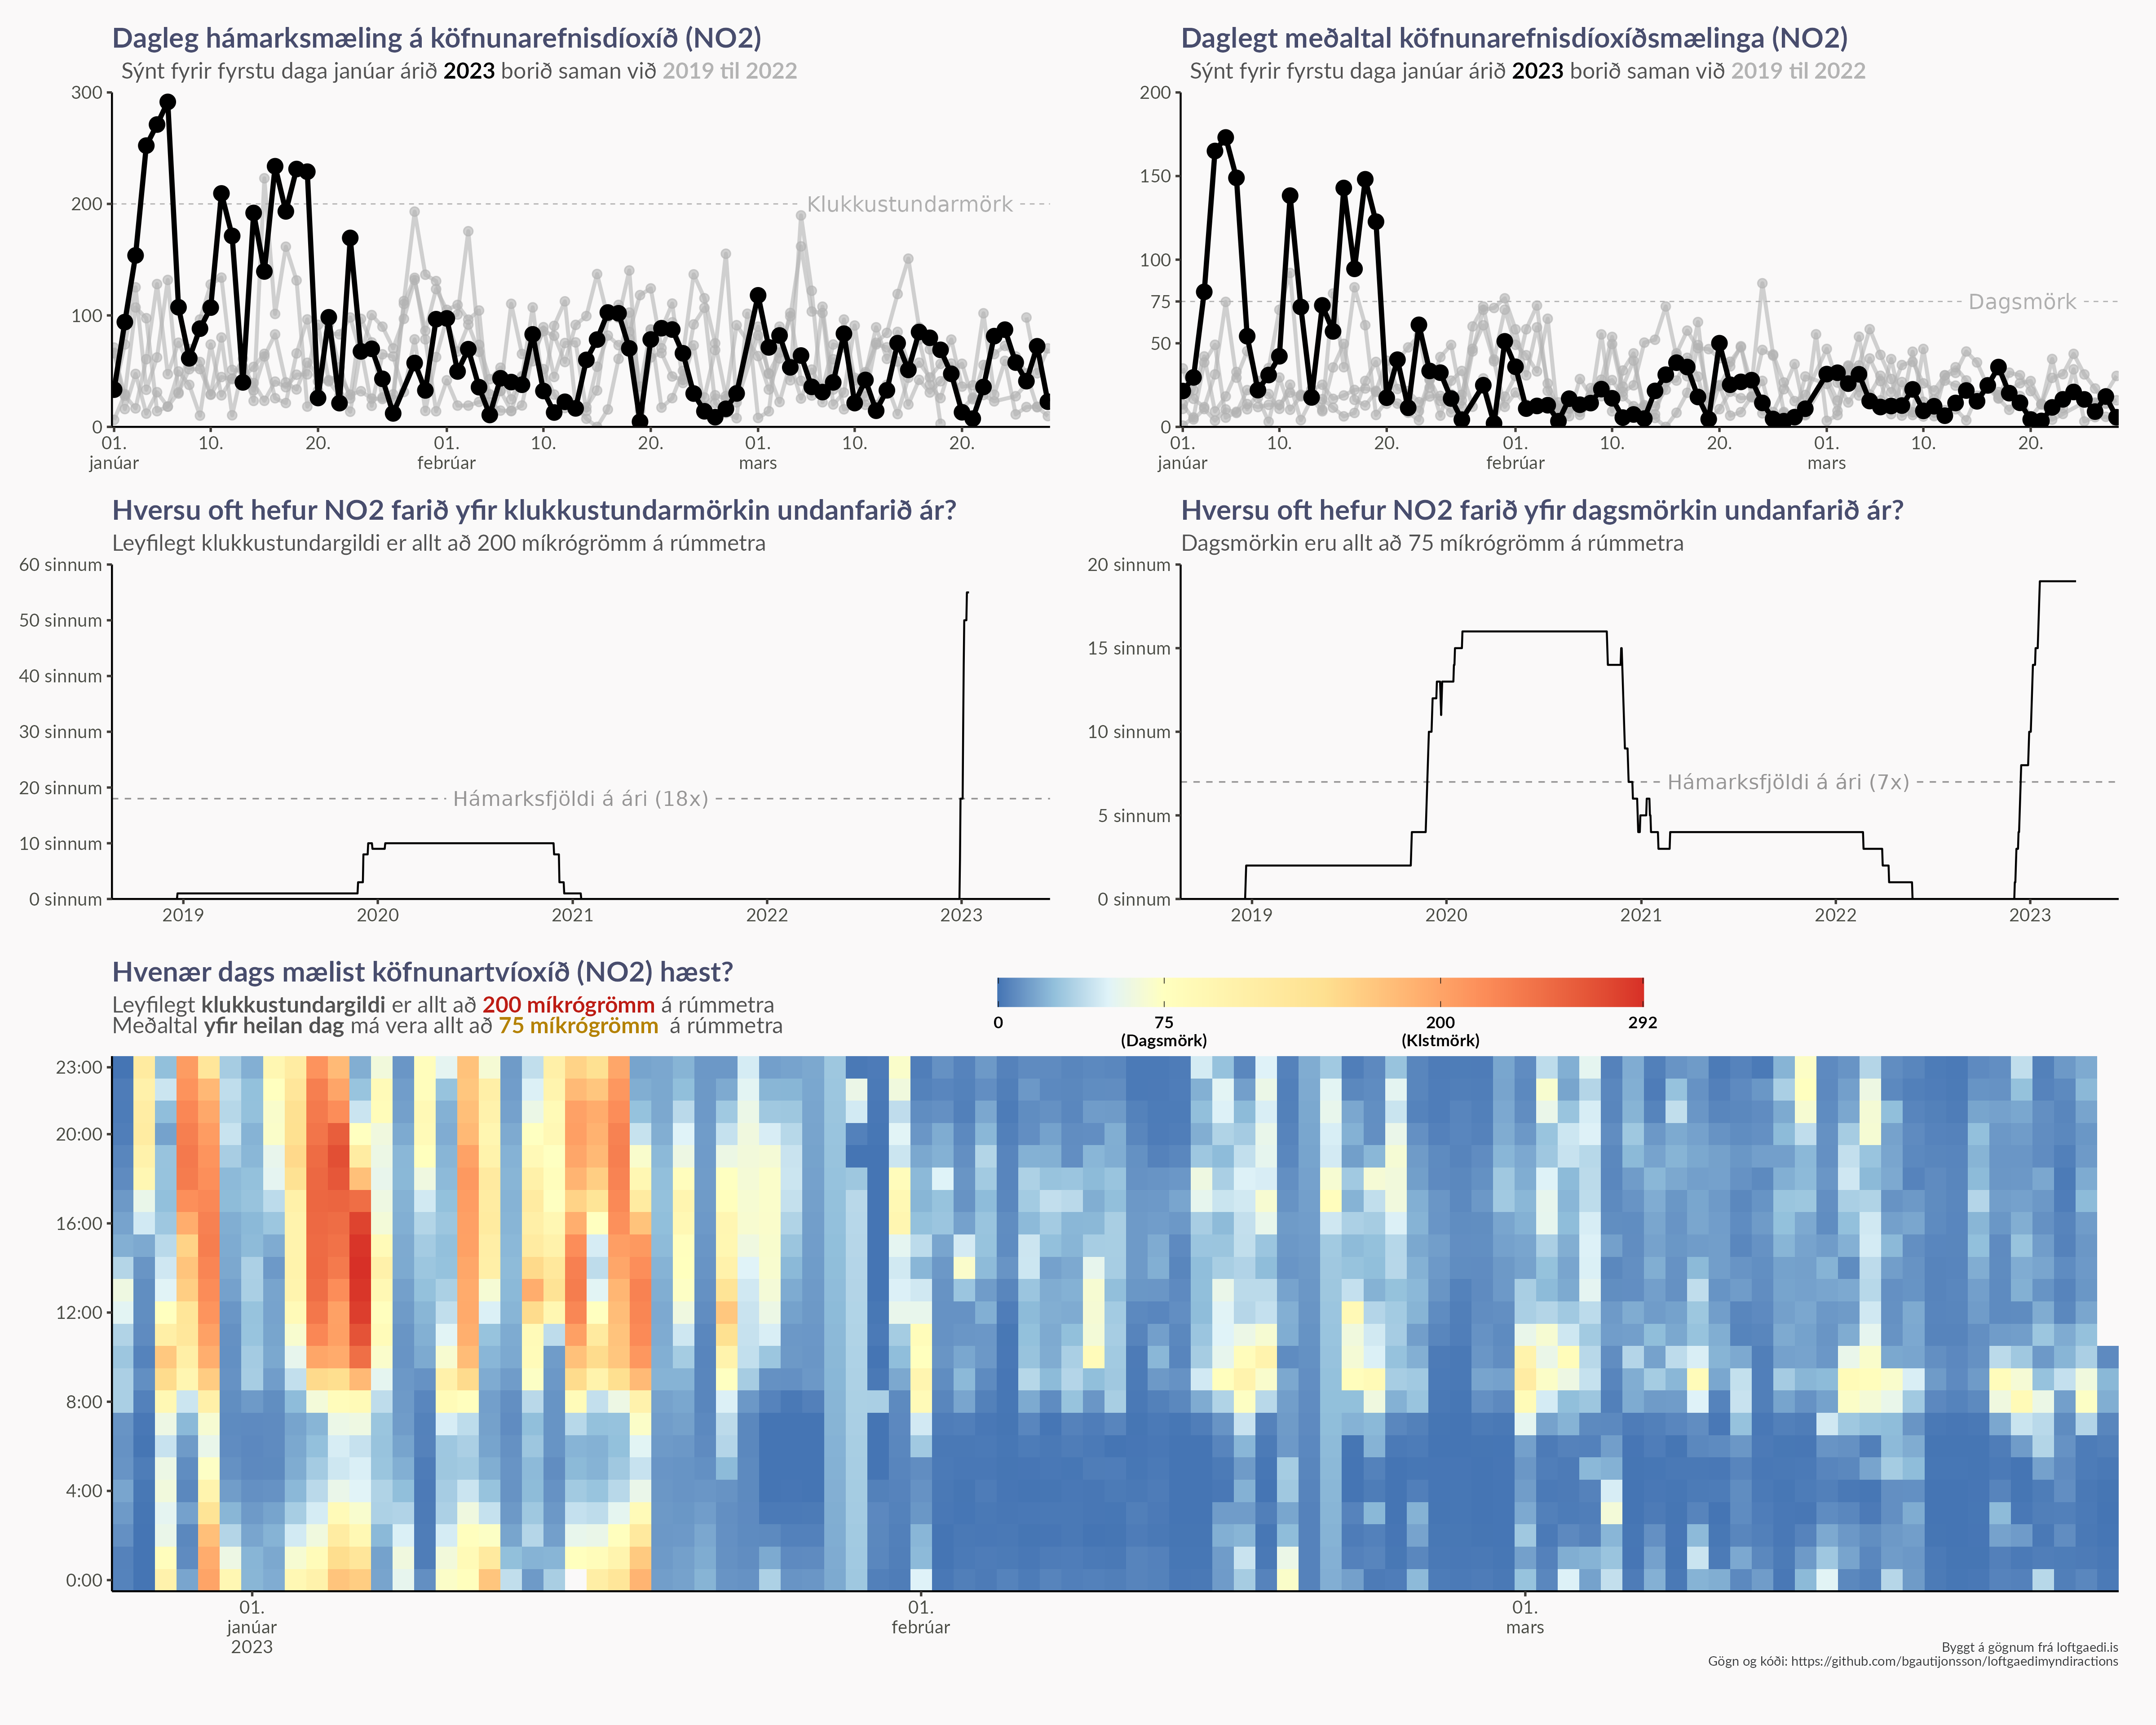 Dagleg hámarksmæling á köfnunarefnisdíoxíð (NO2)
Sýnt fyrir fyrstu daga janúar árið 2023 borið saman við 2019 til 2022
300
200
100
0
Klukkustundarmörk
01. 10. 20. 01. 10. 20. 01. 10. 20.
janúar febrúar mars
Daglegt meðaltal köfnunarefnisdíoxíðsmælinga (NO2)
Sýnt fyrir fyrstu daga janúar árið 2023 borið saman við 2019 til 2022
200
150
100
75
50
0
Dagsmörk
01. 10. 20. 01. 10. 20. 01. 10. 20.
janúar febrúar mars
Hversu oft hefur NO2 farið yfir klukkustundarmörkin undanfarið ár?
Leyfilegt klukkustundargildi er allt að 200 míkrógrömm á rúmmetra
60 sinnum
50 sinnum
40 sinnum
30 sinnum
20 sinnum
10 sinnum
0 sinnum
Hámarksfjöldi á ári (18x)
2019 2020 2021 2022 2023
Hversu oft hefur NO2 farið yfir dagsmörkin undanfarið ár?
Dagsmörkin eru allt að 75 míkrógrömm á rúmmetra
20 sinnum
15 sinnum
10 sinnum
5 sinnum
0 sinnum
Hámarksfjöldi á ári (7x)
2019 2020 2021 2022 2023
Hvenær dags mælist köfnunartvíoxíð (NO2) hæst?
Leyfilegt klukkustundargildi er allt að 200 míkrógrömm á rúmmetra
Meðaltal yfir heilan dag má vera allt að 75 míkrógrömm á rúmmetra
0 75 200 292
(Dagsmörk) (Klstmörk)
23:00
20:00
16:00
12:00
8:00
4:00
0:00
01. 01. 01.
janúar febrúar mars
2023
Byggt á gögnum frá loftgaedi.is
Gögn og kóði: https://github.com/bgautijonsson/loftgaedimyndiractions